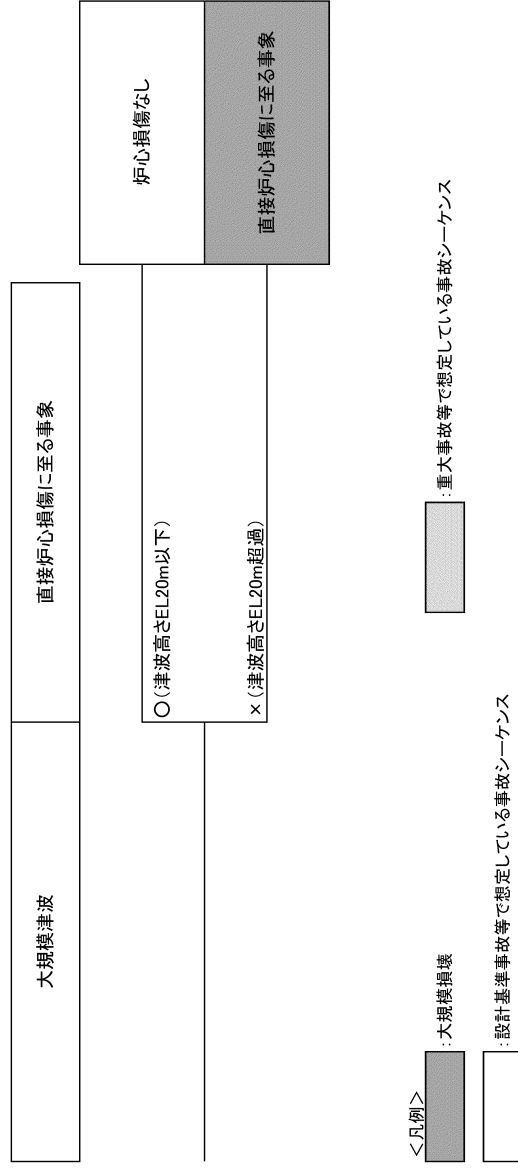 大規模津波
直接炉心損傷に至る事象
〇(津波高さEL20m以下)
×(津波高さEL20m超過)
炉心損傷なし
直接炉心損傷に至る事象
<凡例>
:大規模損壊
:重大事故等で想定している事故シーケンス
:設計基準事故等で想定している事故シーケンス